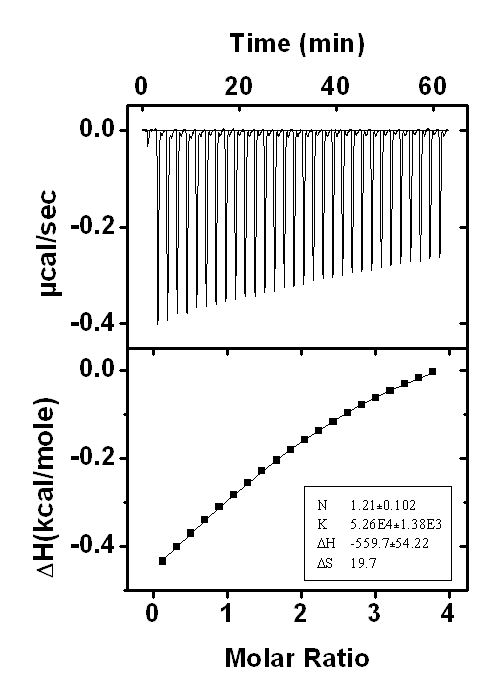 Time (min)
0 20 40 60
0.0
-0.2
-0.4
μcal/sec
0.0
-0.2
-0.4
ΔH(kcal/mole)
N 1.21±0.102
K 5.26E4±1.38E3
ΔH -559.7±54.22
ΔS 19.7
0 1 2 3 4
Molar Ratio